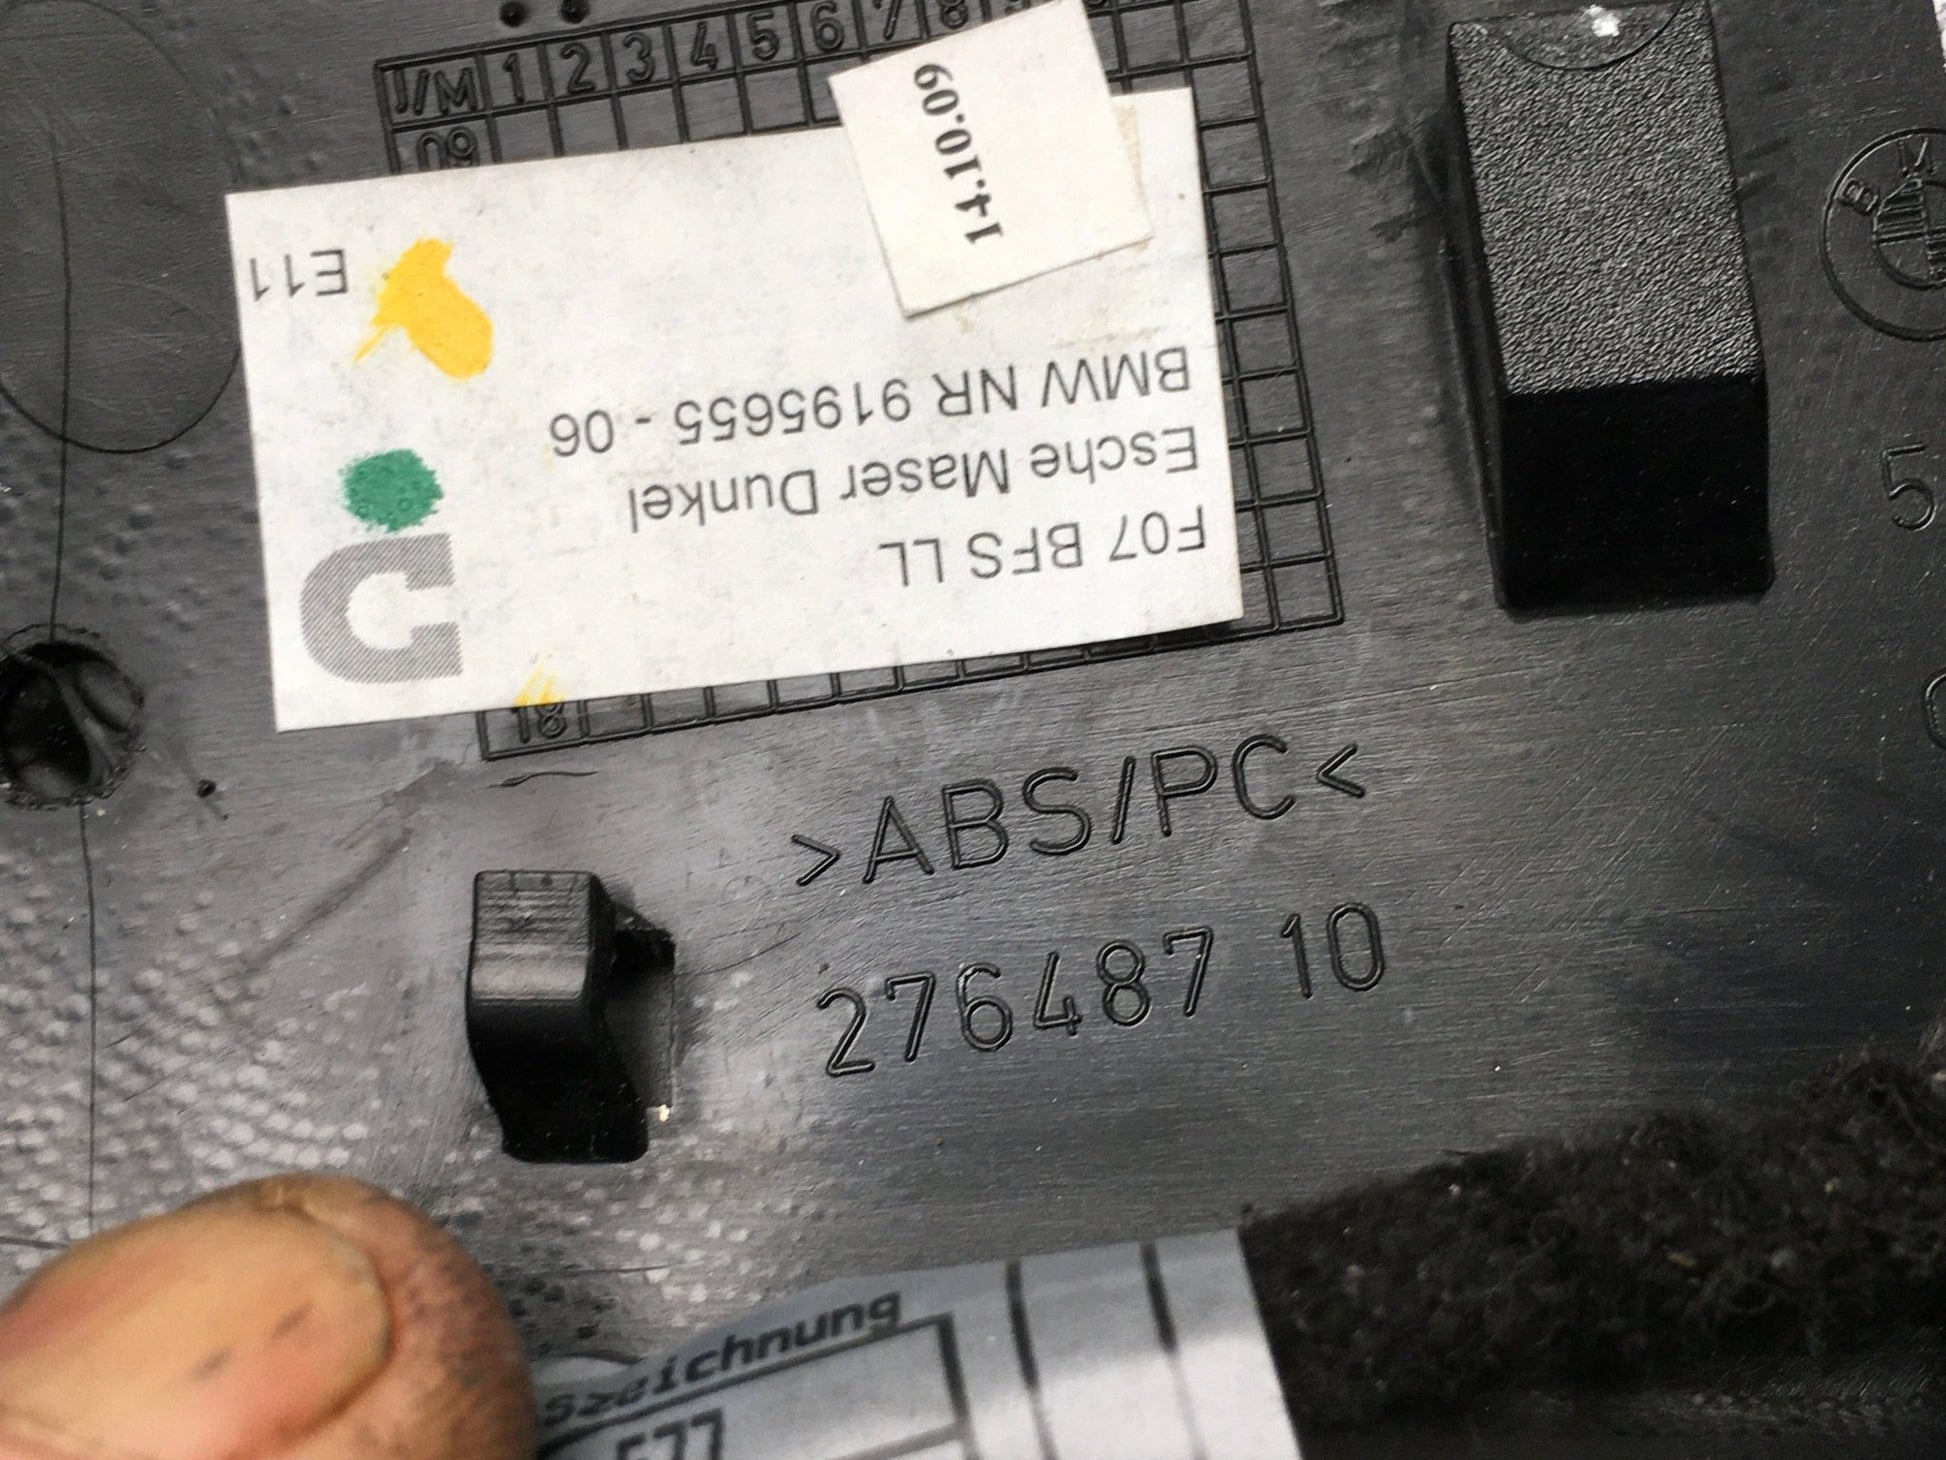 J/M 1 2 3 4 5 6 7 8
09
14.10.09
F07 BFS LL
Esche Maser Dunkel
BMW NR 9195655 - 06
E11
18
>ABS/PC<
276487 10
B M
5